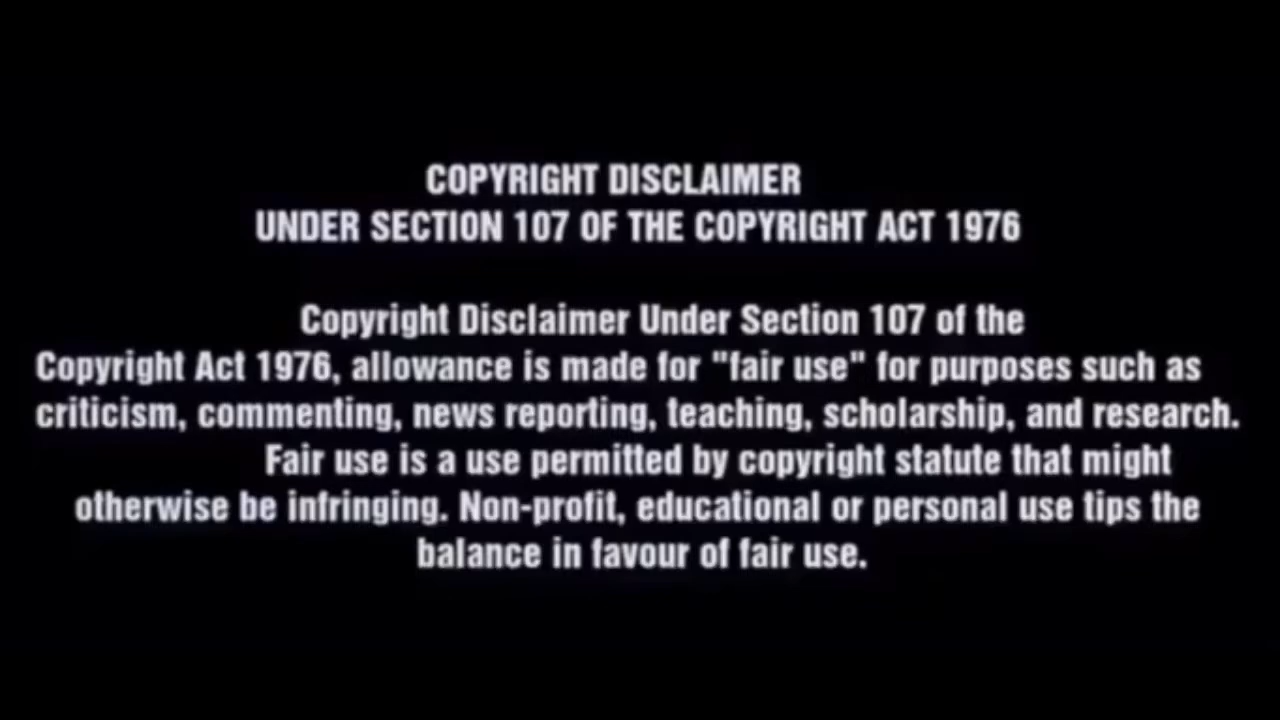 COPYRIGHT DISCLAIMER
UNDER SECTION 107 OF THE COPYRIGHT ACT 1976
Copyright Disclaimer Under Section 107 of the
Copyright Act 1976, allowance is made for "fair use" for purposes such as
criticism, commenting, news reporting, teaching, scholarship, and research.
Fair use is a use permitted by copyright statute that might
otherwise be infringing. Non-profit, educational or personal use tips the
balance in favour of fair use.